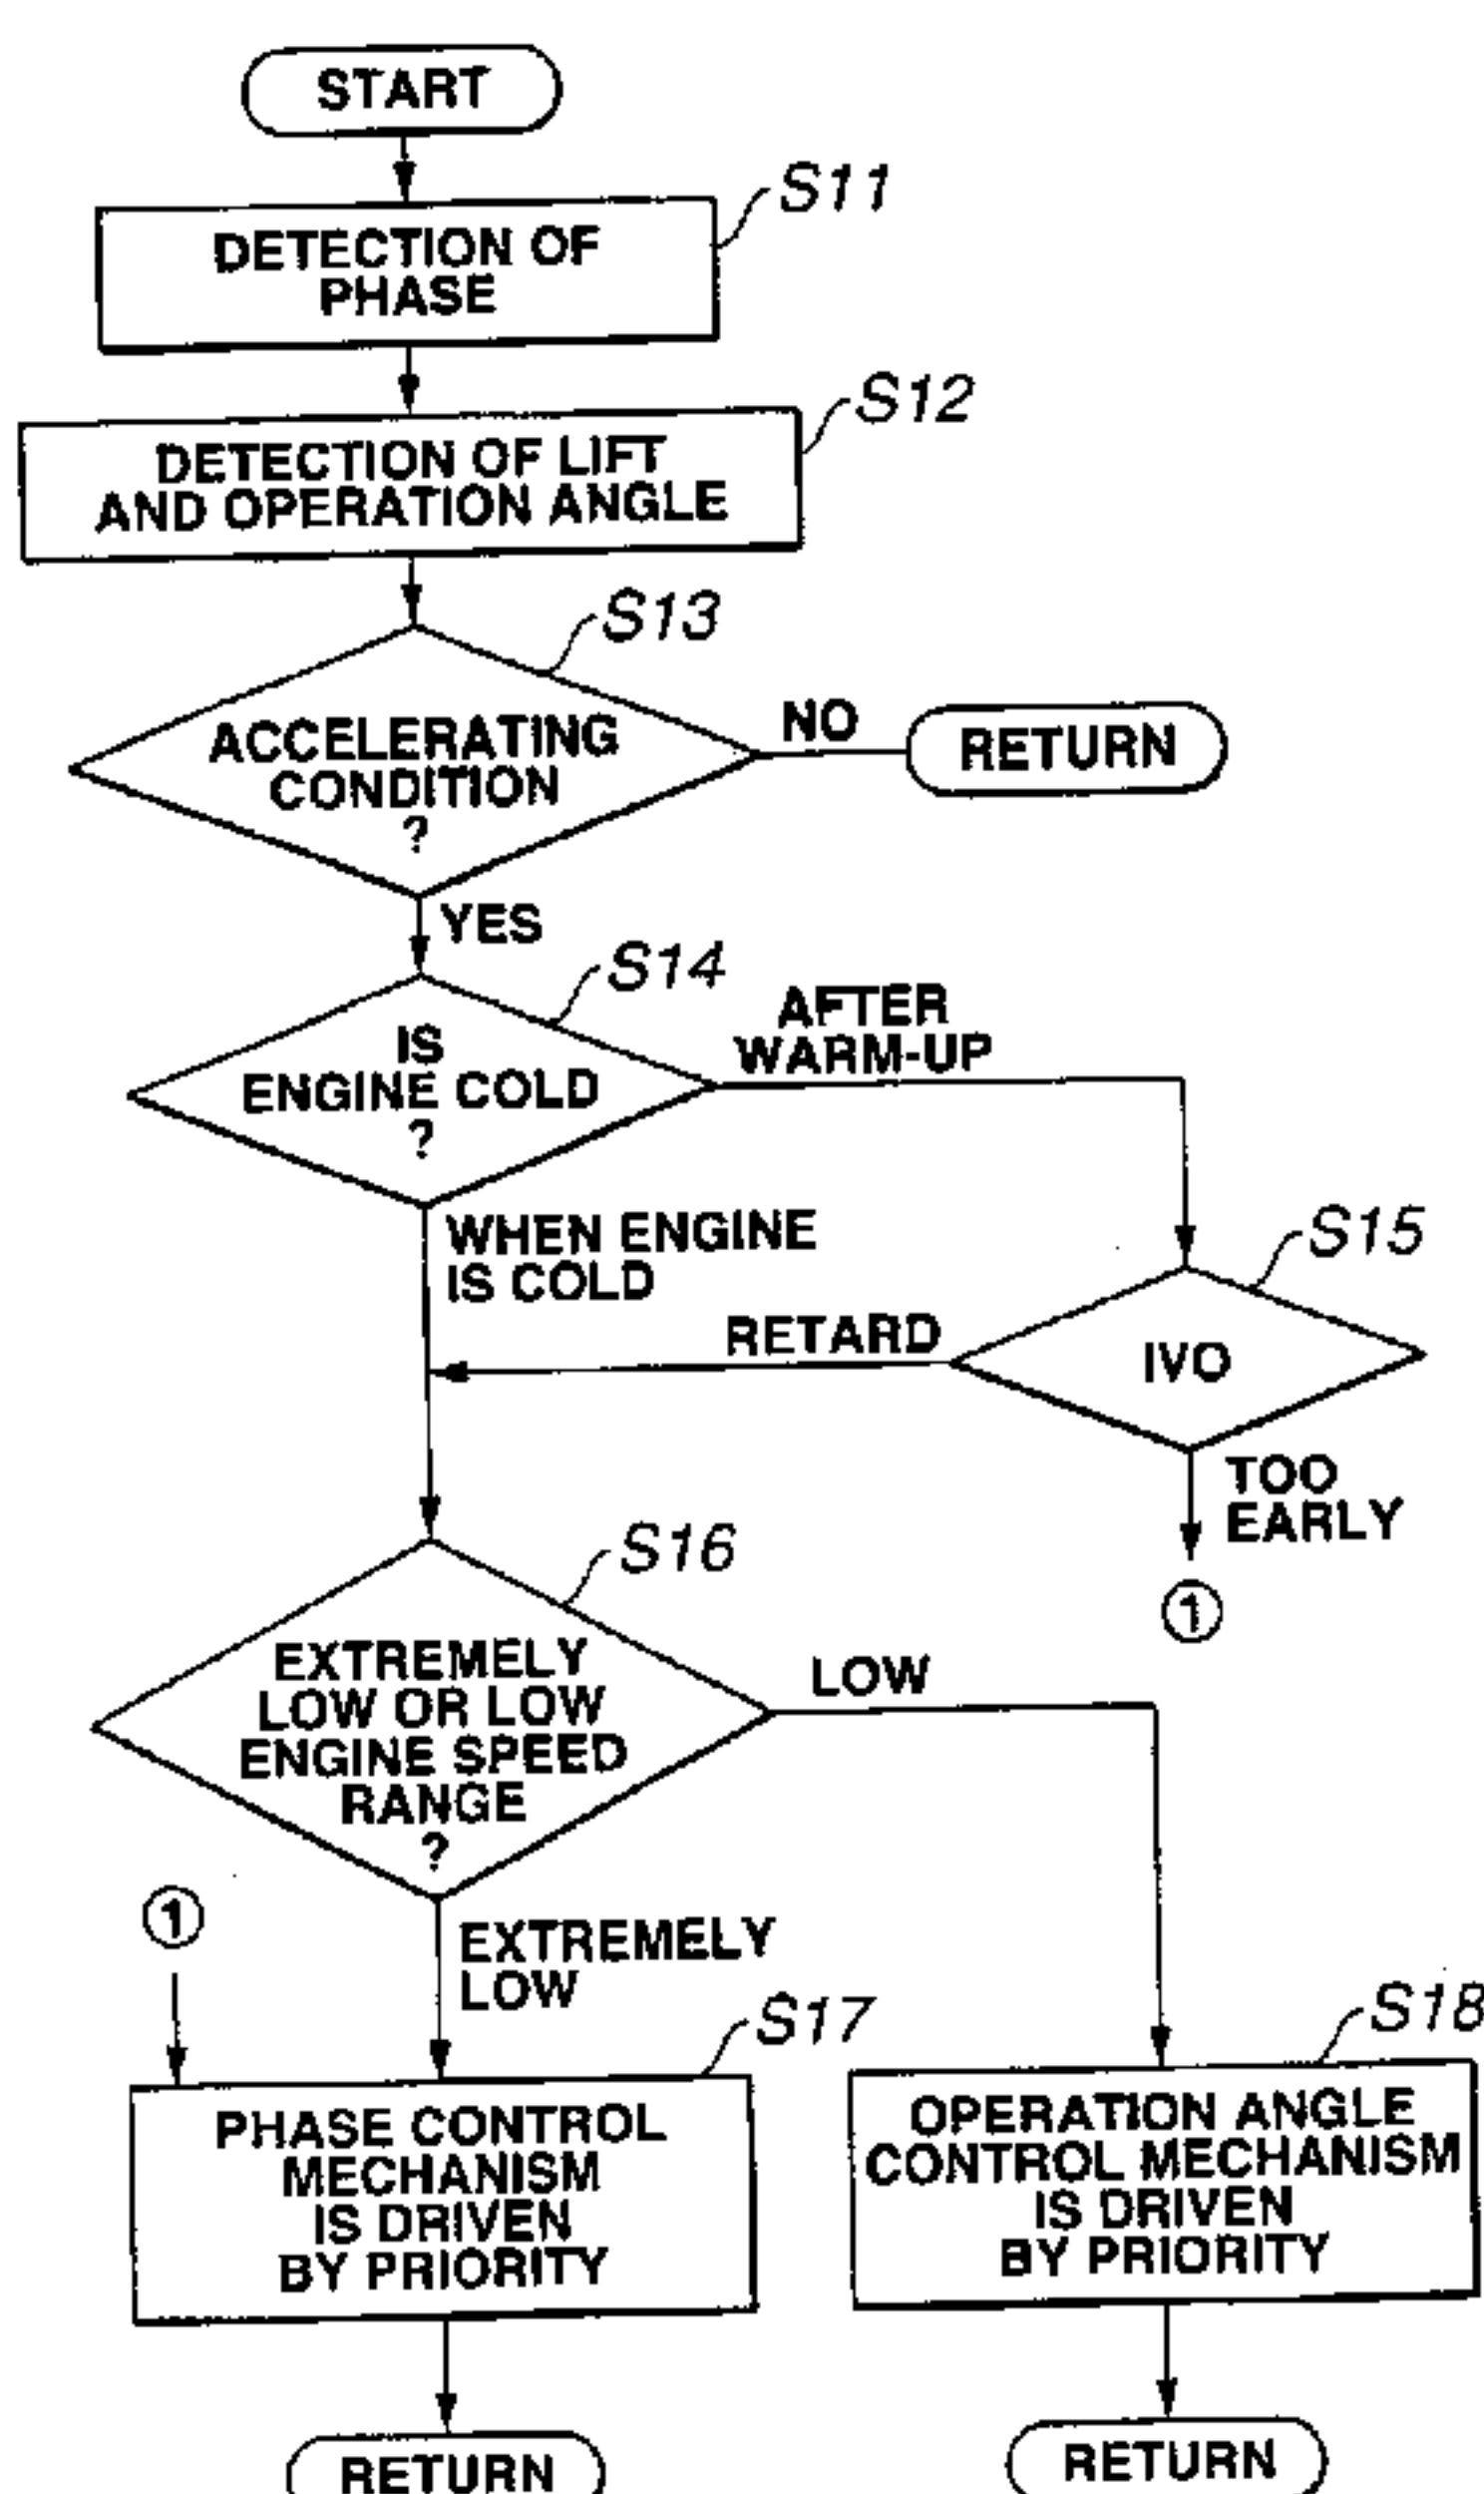 START
S11
DETECTION OF
PHASE
S12
DETECTION OF LIFT
AND OPERATION ANGLE
S13
ACCELERATING
CONDITION
?
NO
RETURN
YES
S14
IS
ENGINE COLD
?
AFTER
WARM-UP
WHEN ENGINE
IS COLD
S15
RETARD
IVO
TOO
EARLY
1
S16
EXTREMELY
LOW OR LOW
ENGINE SPEED
RANGE
?
LOW
1
EXTREMELY
LOW
S17
PHASE CONTROL
MECHANISM
IS DRIVEN
BY PRIORITY
S18
OPERATION ANGLE
CONTROL MECHANISM
IS DRIVEN
BY PRIORITY
RETURN
RETURN